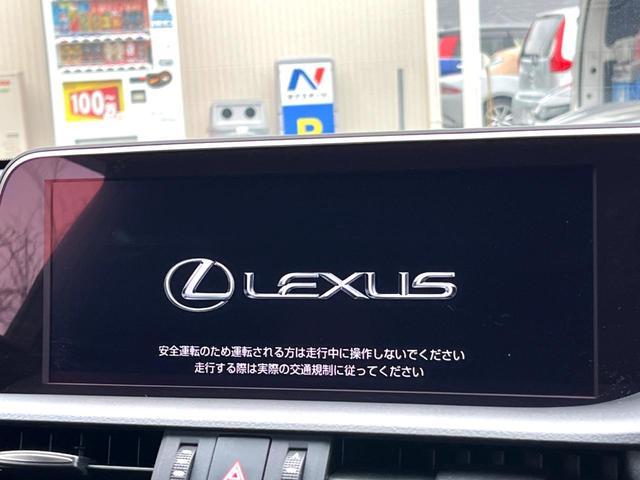 100円
N
P
LEXUS
安全運転のため運転される方は走行中に操作しないでください
走行する際は実際の交通規制に従ってください